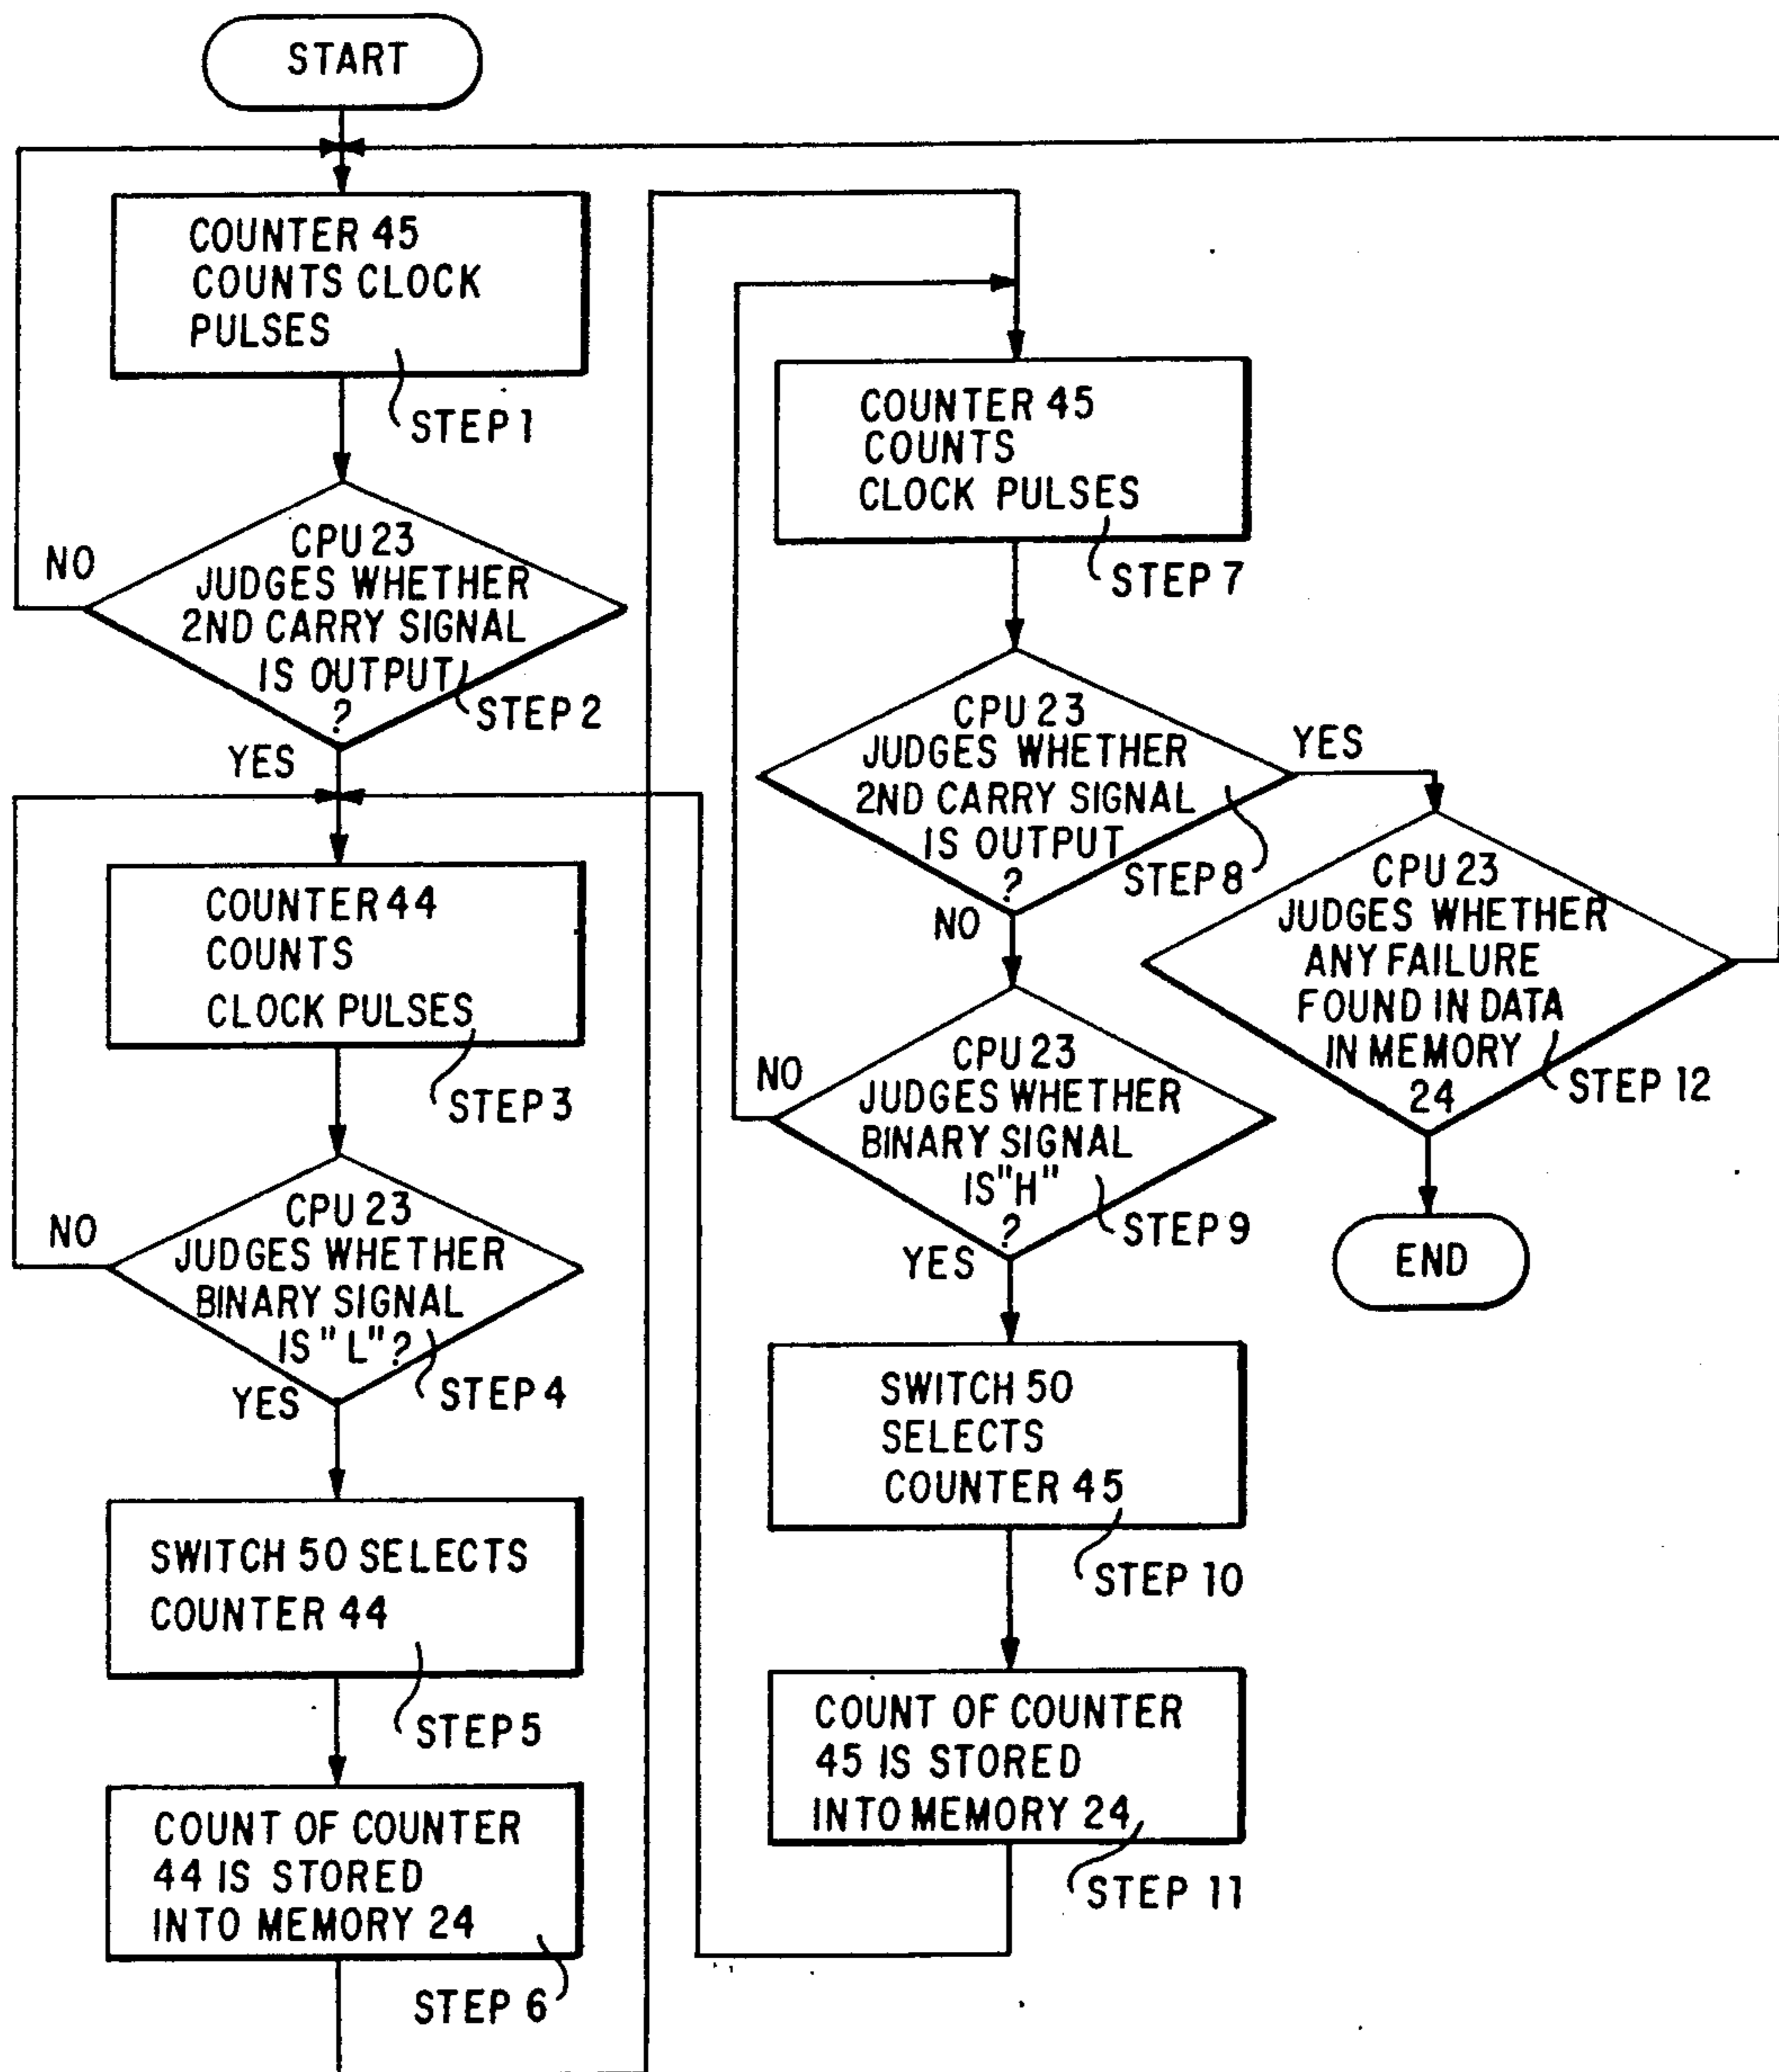 START
COUNTER 45
COUNTS CLOCK
PULSES
STEP 1
CPU 23
JUDGES WHETHER
2ND CARRY SIGNAL
IS OUTPUT
?
STEP 2
NO
YES
COUNTER 44
COUNTS
CLOCK PULSES
STEP 3
CPU 23
JUDGES WHETHER
BINARY SIGNAL
IS "L" ?
STEP 4
NO
YES
SWITCH 50 SELECTS
COUNTER 44
STEP 5
COUNT OF COUNTER
44 IS STORED
INTO MEMORY 24
STEP 6
COUNTER 45
COUNTS
CLOCK PULSES
STEP 7
CPU 23
JUDGES WHETHER
2ND CARRY SIGNAL
IS OUTPUT
?
STEP 8
YES
NO
CPU 23
JUDGES WHETHER
BINARY SIGNAL
IS "H"
?
STEP 9
NO
YES
SWITCH 50
SELECTS
COUNTER 45
STEP 10
COUNT OF COUNTER
45 IS STORED
INTO MEMORY 24
STEP 11
CPU 23
JUDGES WHETHER
ANY FAILURE
FOUND IN DATA
IN MEMORY
24
STEP 12
END